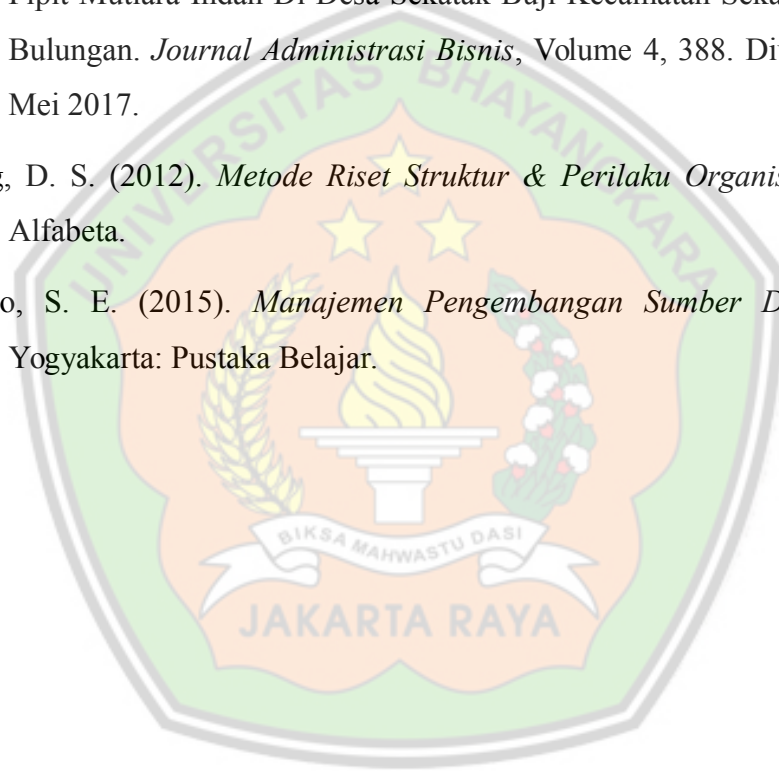 Pipit Mutiara Indah Di Desa Sekatak Buji Kecamatan Seka
Bulungan. Journal Administrasi Bisnis, Volume 4, 388. Di
Mei 2017.
g, D. S. (2012). Metode Riset Struktur & Perilaku Organis
Alfabeta.
o, S. E. (2015). Manajemen Pengembangan Sumber D
Yogyakarta: Pustaka Belajar.
UNIVERSITAS BHAYANGKARA
BIKSA MAHWASTU DASI
JAKARTA RAYA